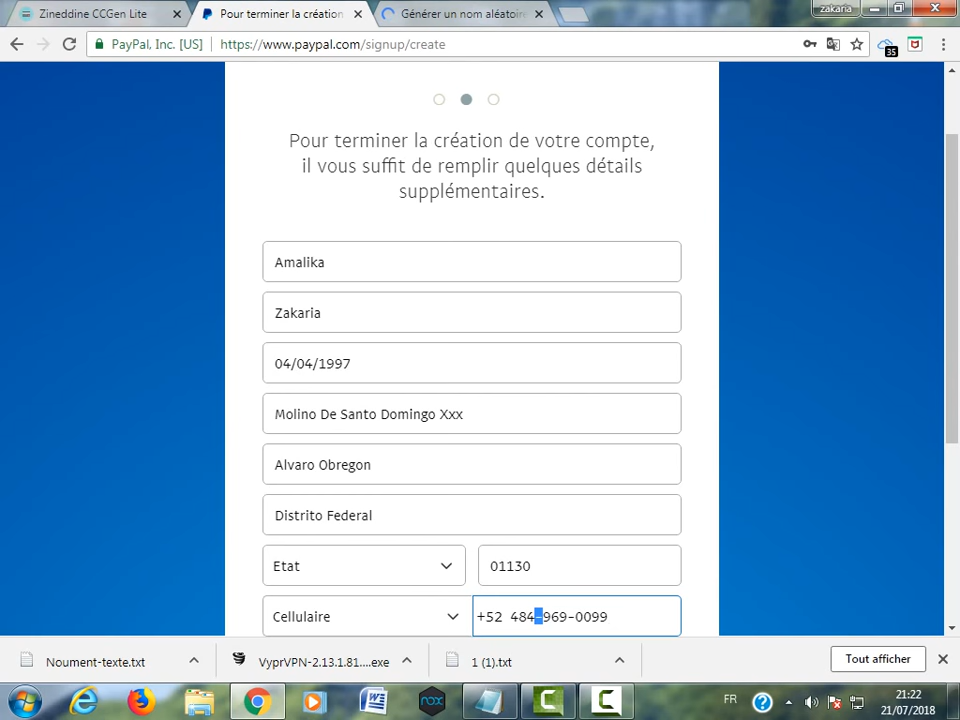 Zineddine CCGen Lite
Pour terminer la création
Générer un nom aléatoire
zakaria
PayPal, Inc. [US]
https://www.paypal.com/signup/create
35
Pour terminer la création de votre compte,
il vous suffit de remplir quelques détails
supplémentaires.
Amalika
Zakaria
04/04/1997
Molino De Santo Domingo Xxx
Alvaro Obregon
Distrito Federal
Etat
01130
Cellulaire
+52 484-969-0099
Noument-texte.txt
VyprVPN-2.13.1.81....exe
1 (1).txt
Tout afficher
FR
21:22
21/07/2018